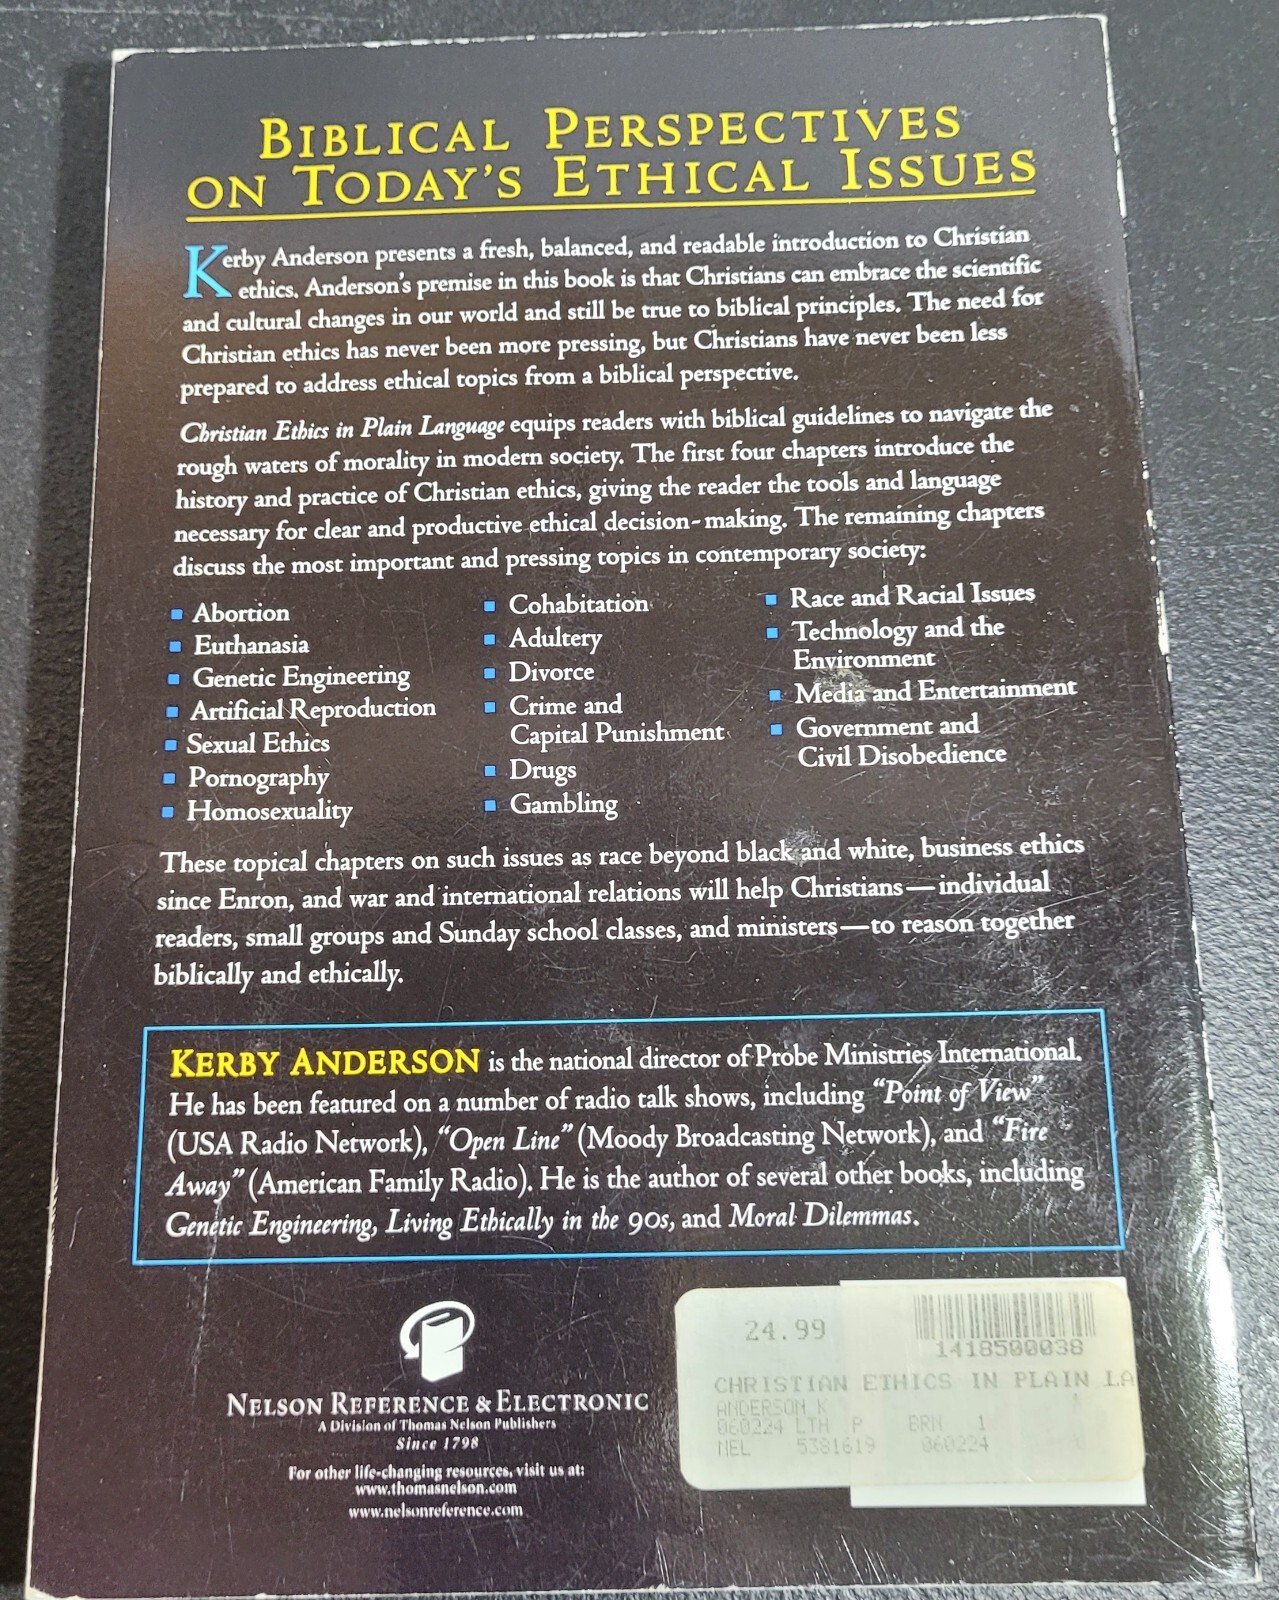 BIBLICAL PERSPECTIVES
ON TODAY'S ETHICAL ISSUES
Kerby Anderson presents a fresh, balanced, and readable introduction to Christian
ethics. Anderson's premise in this book is that Christians can embrace the scientific
and cultural changes in our world and still be true to biblical principles. The need for
Christian ethics has never been more pressing, but Christians have never been less
prepared to address ethical topics from a biblical perspective.
Christian Ethics in Plain Language equips readers with biblical guidelines to navigate the
rough waters of morality in modern society. The first four chapters introduce the
history and practice of Christian ethics, giving the reader the tools and language
necessary for clear and productive ethical decision-making. The remaining chapters
discuss the most important and pressing topics in contemporary society:
Abortion
Euthanasia
Genetic Engineering
Artificial Reproduction
Sexual Ethics
Pornography
Homosexuality
Cohabitation
Adultery
Divorce
Crime and
Capital Punishment
Drugs
Gambling
Race and Racial Issues
Technology and the
Environment
Media and Entertainment
Government and
Civil Disobedience
These topical chapters on such issues as race beyond black and white, business ethics
since Enron, and war and international relations will help Christians—individual
readers, small groups and Sunday school classes, and ministers—to reason together
biblically and ethically.
KERBY ANDERSON is the national director of Probe Ministries International.
He has been featured on a number of radio talk shows, including "Point of View"
(USA Radio Network), "Open Line" (Moody Broadcasting Network), and "Fire
Away" (American Family Radio). He is the author of several other books, including
Genetic Engineering, Living Ethically in the 90s, and Moral Dilemmas.
NELSON REFERENCE & ELECTRONIC
A Division of Thomas Nelson Publishers
Since 1798
For other life-changing resources, visit us at:
www.thomasnelson.com
www.nelsonreference.com
24.99
1418500038
CHRISTIAN ETHICS IN PLAIN LA
ANDERSON K
060224 LTH P BRN 1
NEL 5381619 060224